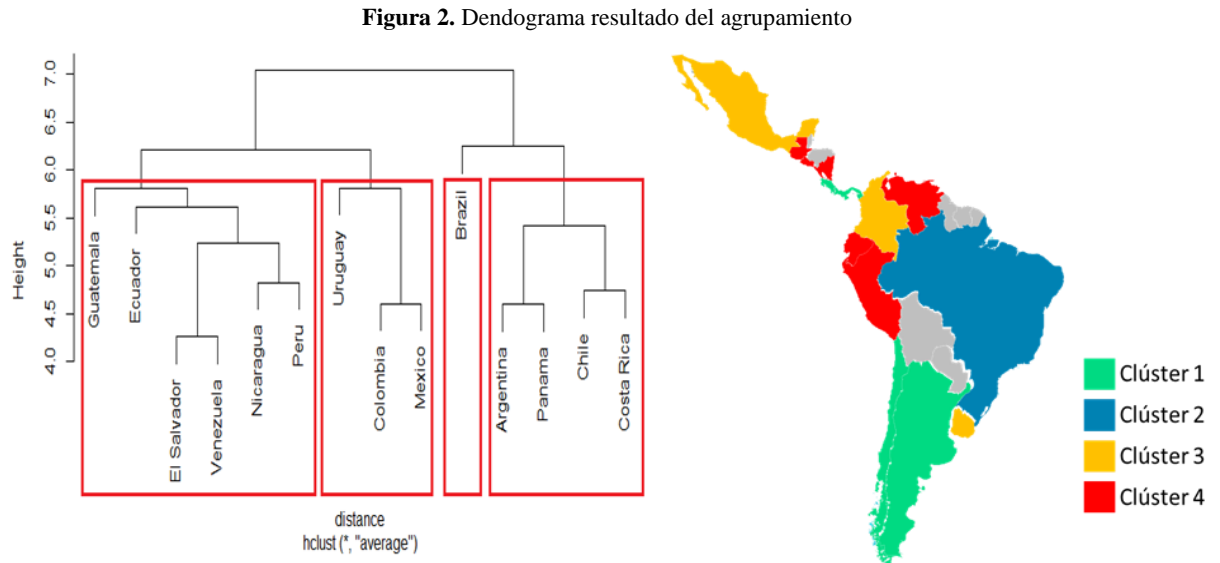 Figura 2. Dendograma resultado del agrupamiento
Height
7.0
6.5
6.0
5.5
5.0
4.5
4.0
Guatemala
Ecuador
El Salvador
Venezuela
Nicaragua
Peru
Uruguay
Colombia
Mexico
Brazil
Argentina
Panama
Chile
Costa Rica
distance
hclust (*, "average")
Clúster 1
Clúster 2
Clúster 3
Clúster 4